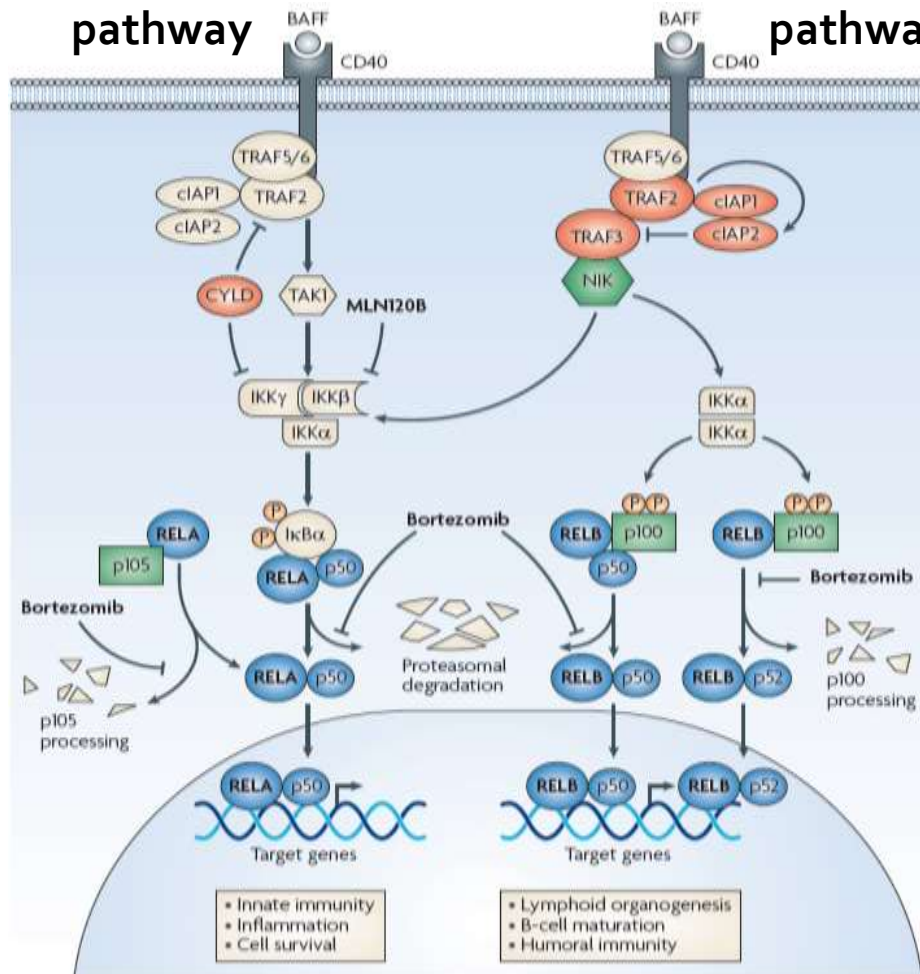 pathway
pathwa
BAFF
CD40
BAFF
CD40
TRAF5/6
cIAP1
TRAF2
cIAP2
CYLD
TAK1
MLN120B
IKKγ
IKKβ
IKKα
TRAF5/6
TRAF2
cIAP1
TRAF3
cIAP2
NIK
IKKα
IKKα
RELA
p105
Bortezomib
p105
processing
P
P
IκBα
RELA
p50
Bortezomib
RELA
p50
Proteasomal
degradation
P P
RELB
p100
p50
RELB
p50
P P
RELB
p100
Bortezomib
RELB
p52
p100
processing
RELA
p50
Target genes
RELB
p50
RELB
p52
Target genes
• Innate immunity
• Inflammation
• Cell survival
• Lymphoid organogenesis
• B-cell maturation
• Humoral immunity